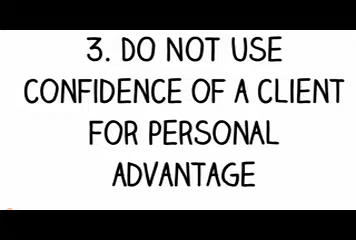 3. DO NOT USE
CONFIDENCE OF A CLIENT
FOR PERSONAL
ADVANTAGE